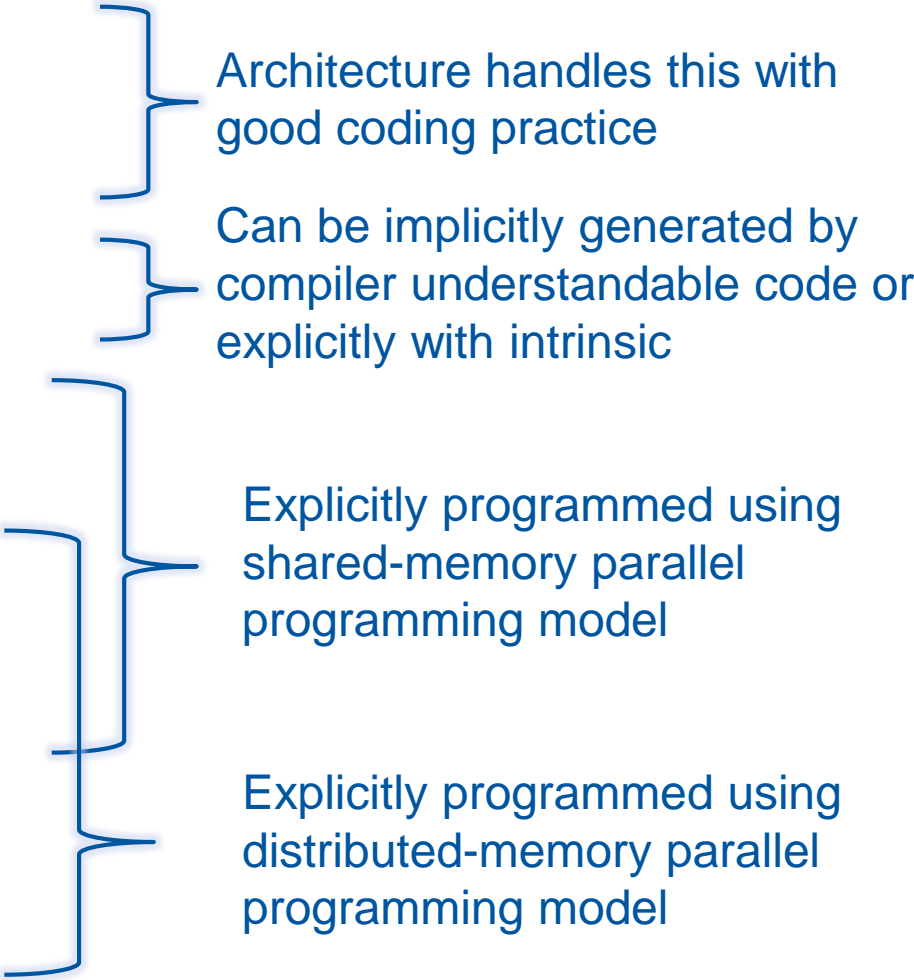 Architecture handles this with
good coding practice
Can be implicitly generated by
compiler understandable code or
explicitly with intrinsic
Explicitly programmed using
shared-memory parallel
programming model
Explicitly programmed using
distributed-memory parallel
programming model